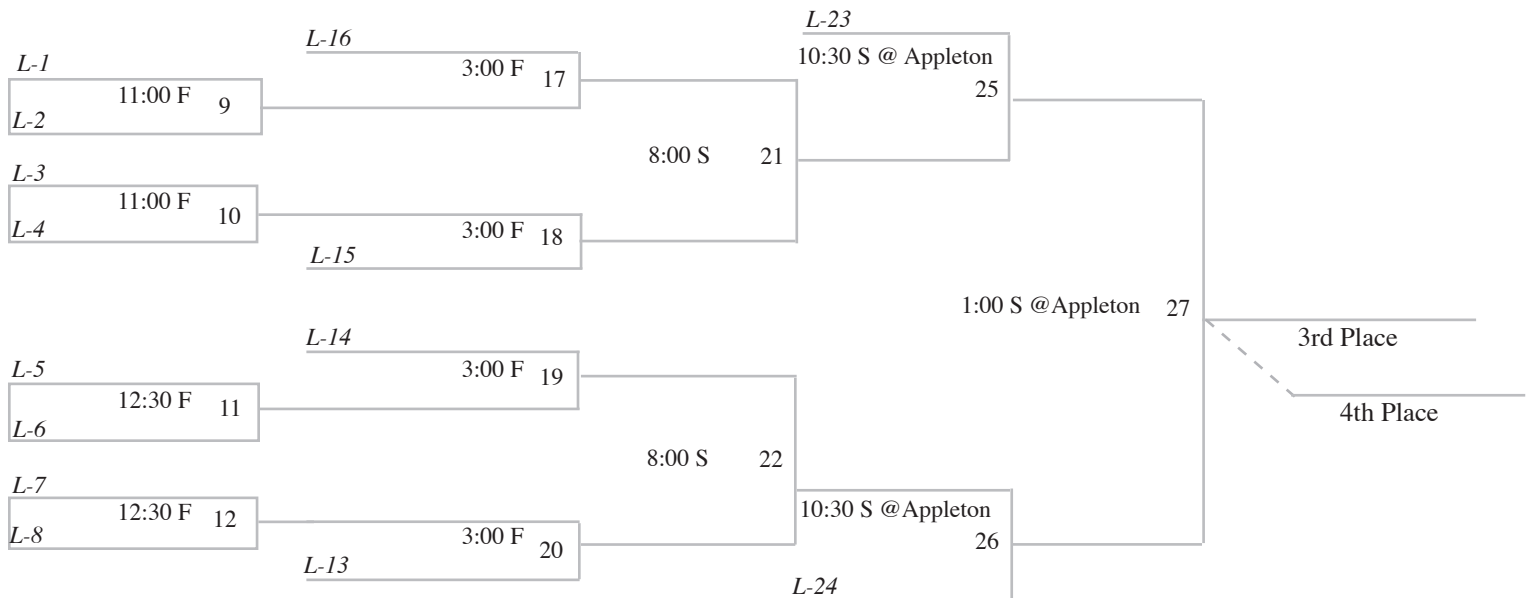 L-1
11:00 F 9
L-2
L-3
11:00 F 10
L-4
L-5
12:30 F 11
L-6
L-7
12:30 F 12
L-8
L-16
3:00 F 17
3:00 F 18
L-15
L-14
3:00 F 19
3:00 F 20
L-13
8:00 S 21
8:00 S 22
L-23
10:30 S @ Appleton
25
10:30 S @Appleton
26
L-24
1:00 S @Appleton 27
3rd Place
4th Place